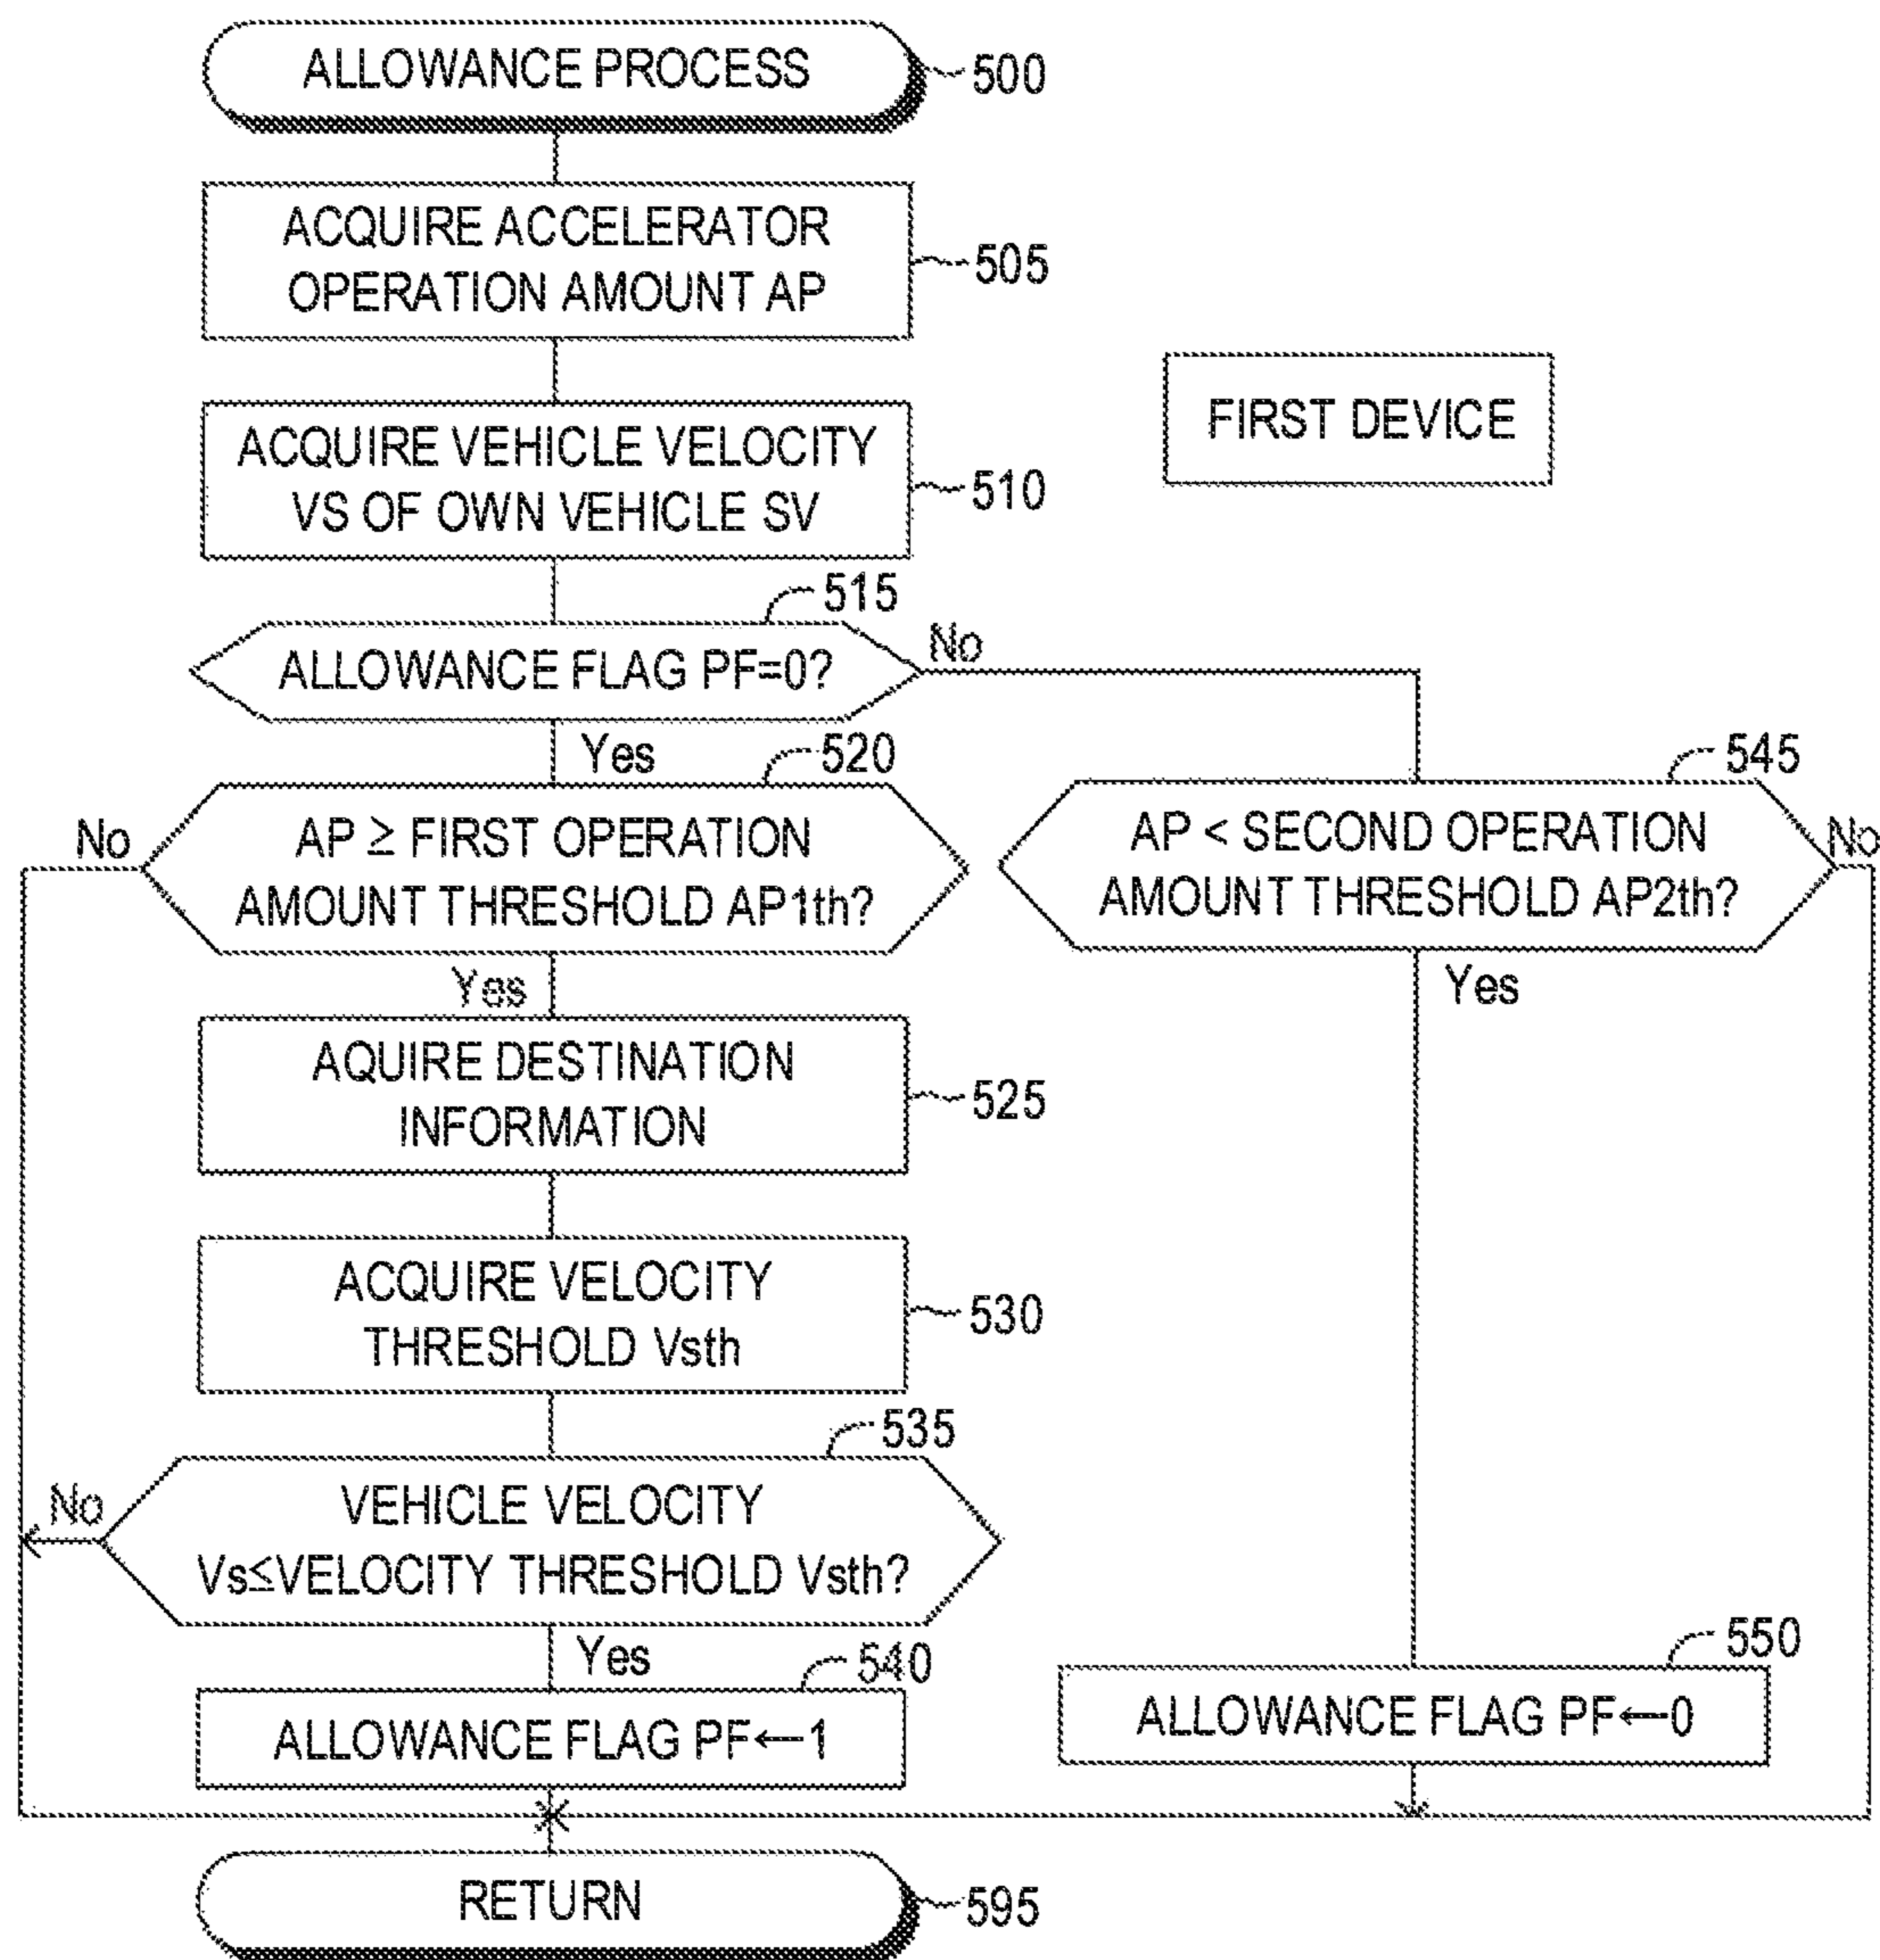 ALLOWANCE PROCESS
500
ACQUIRE ACCELERATOR
OPERATION AMOUNT AP
505
ACQUIRE VEHICLE VELOCITY
VS OF OWN VEHICLE SV
510
FIRST DEVICE
515
ALLOWANCE FLAG PF=0?
No
Yes
520
AP ≥ FIRST OPERATION
AMOUNT THRESHOLD AP1th?
No
Yes
545
AP < SECOND OPERATION
AMOUNT THRESHOLD AP2th?
No
Yes
AQUIRE DESTINATION
INFORMATION
525
ACQUIRE VELOCITY
THRESHOLD Vsth
530
535
VEHICLE VELOCITY
Vs≤VELOCITY THRESHOLD Vsth?
No
Yes
540
ALLOWANCE FLAG PF←1
550
ALLOWANCE FLAG PF←0
RETURN
595